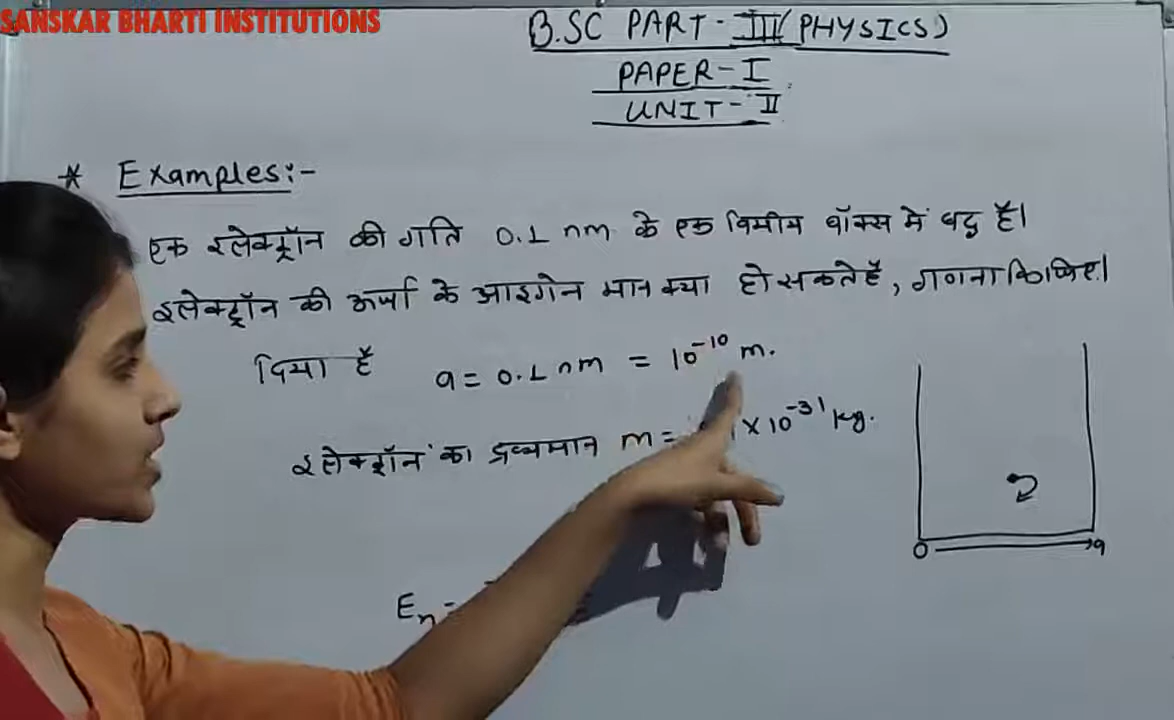 SANSKAR BHARTI INSTITUTIONS
B.SC PART-III (PHYSICS)
PAPER-I
UNIT-II
* Examples:-
एक इलेक्ट्रॉन की गति 0.1 nm के एक विमीय बॉक्स में बद्ध है।
इलेक्ट्रॉन की ऊर्जा के आइगेन मान क्या हो सकते हैं, गणना किजिए।
दिया है a = 0.1 nm = 10⁻¹⁰ m.
इलेक्ट्रॉन का द्रव्यमान m = × 10⁻³¹ kg.
0 a
Eₙ =